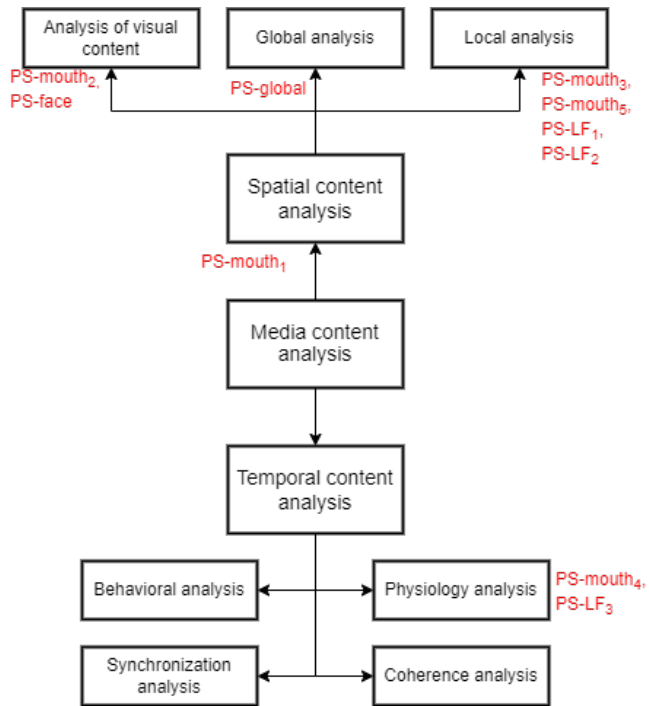 Analysis of visual
content
Global analysis
Local analysis
PS-mouth₂,
PS-face
PS-global
PS-mouth₃,
PS-mouth₅,
PS-LF₁,
PS-LF₂
Spatial content
analysis
PS-mouth₁
Media content
analysis
Temporal content
analysis
Behavioral analysis
Physiology analysis
PS-mouth₄,
PS-LF₃
Synchronization
analysis
Coherence analysis